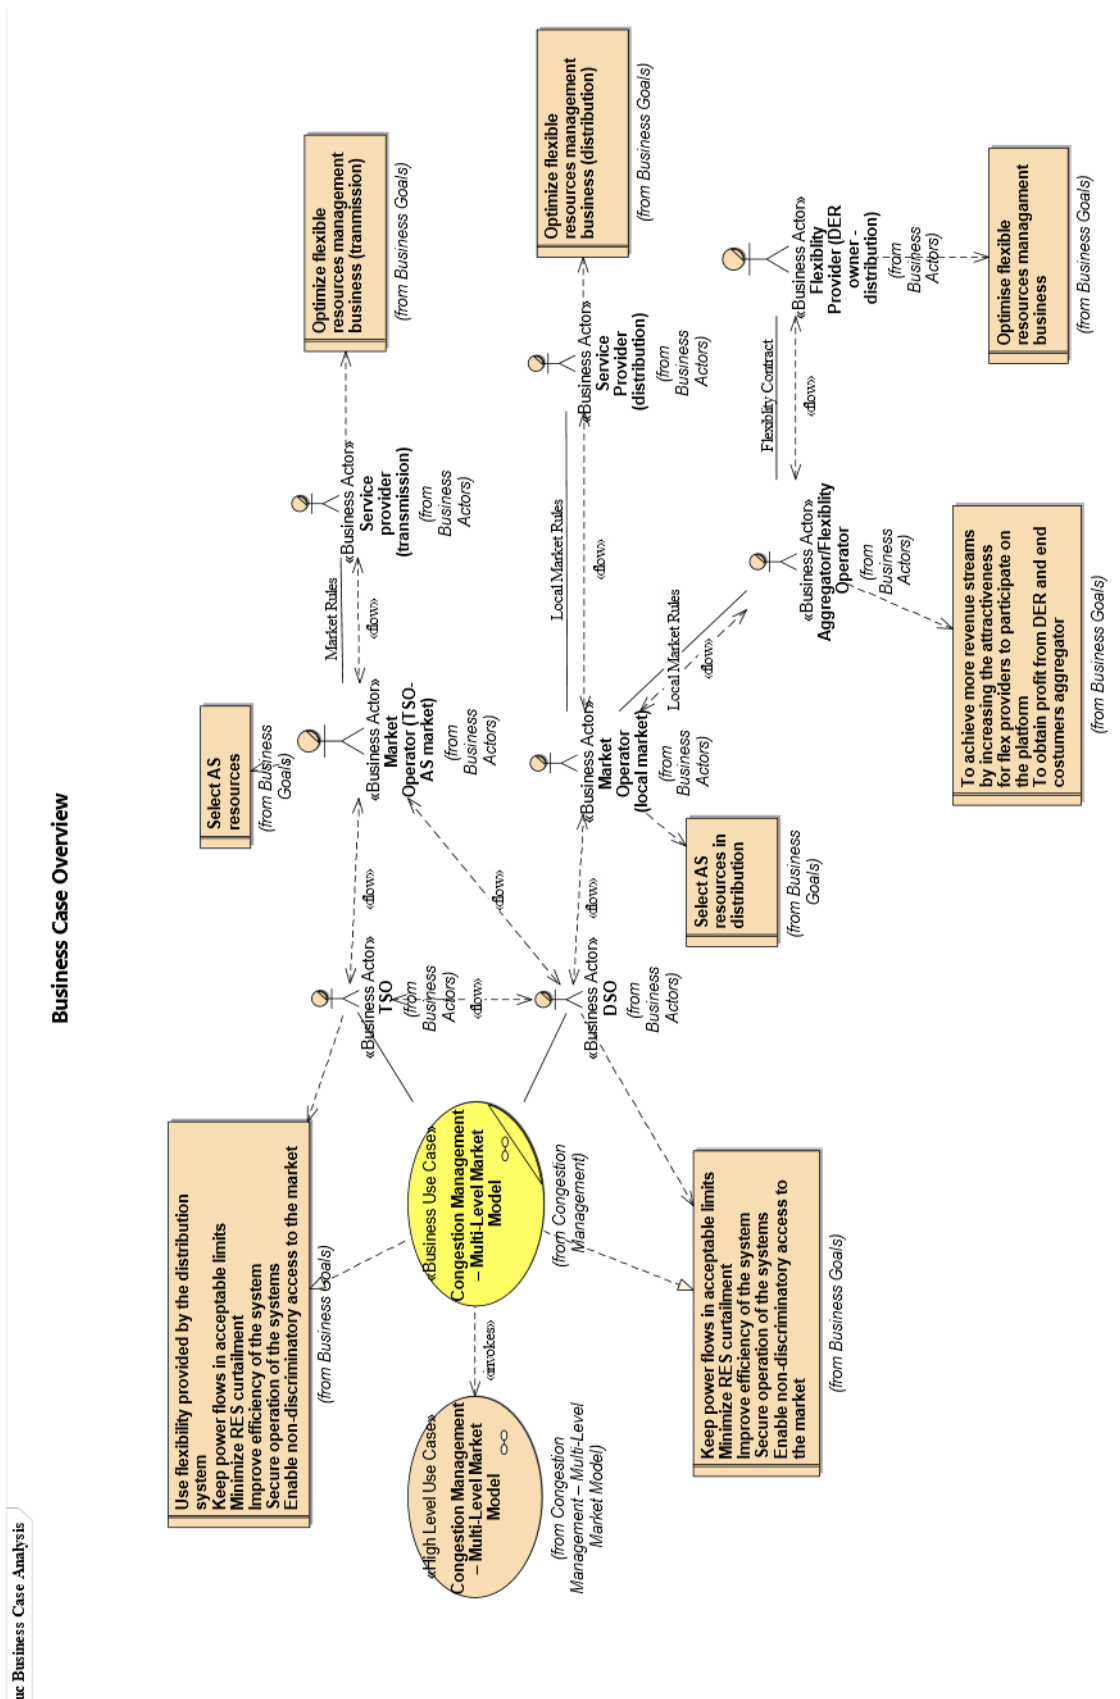 uc Business Case Analysis
Business Case Overview
Use flexibility provided by the distribution
system
Keep power flows in acceptable limits
Minimize RES curtailment
Improve efficiency of the system
Secure operation of the systems
Enable non-discriminatory access to the market
(from Business Goals)
Select AS
resources
(from Business
Goals)
Optimize flexible
resources management
business (tranmission)
(from Business Goals)
«Business Actor»
TSO
(from
Business
Actors)
«flow»
«flow»
«flow»
«Business Actor»
Market
Operator (TSO-
AS market)
(from
Business
Actors)
Market Rules
«flow»
«Business Actor»
Service
provider
(transmission)
(from
Business
Actors)
«High Level Use Case»
Congestion Management
– Multi-Level Market
Model
(from Congestion
Management – Multi-Level
Market Model)
«invokes»
«Business Use Case»
Congestion Management
– Multi-Level Market
Model
(from Congestion
Management)
«Business Actor»
DSO
(from
Business
Actors)
«flow»
«Business Actor»
Market
Operator
(local market)
(from
Business
Actors)
Local Market Rules
«flow»
«Business Actor»
Service
Provider
(distribution)
(from
Business
Actors)
Optimize flexible
resources management
business (distribution)
(from Business Goals)
Keep power flows in acceptable limits
Minimize RES curtailment
Improve efficiency of the system
Secure operation of the systems
Enable non-discriminatory access to
the market
(from Business Goals)
Select AS
resources in
distribution
(from Business
Goals)
Local Market Rules
«flow»
«Business Actor»
Aggregator/Flexiblity
Operator
(from
Business
Actors)
Flexiblity Contract
«flow»
«Business Actor»
Flexiblity
Provider (DER
owner -
distribution)
(from
Business
Actors)
To achieve more revenue streams
by increasing the attractiveness
for flex providers to participate on
the platform
To obtain profit from DER and end
costumers aggregator
(from Business Goals)
Optimise flexible
resources managament
business
(from Business Goals)